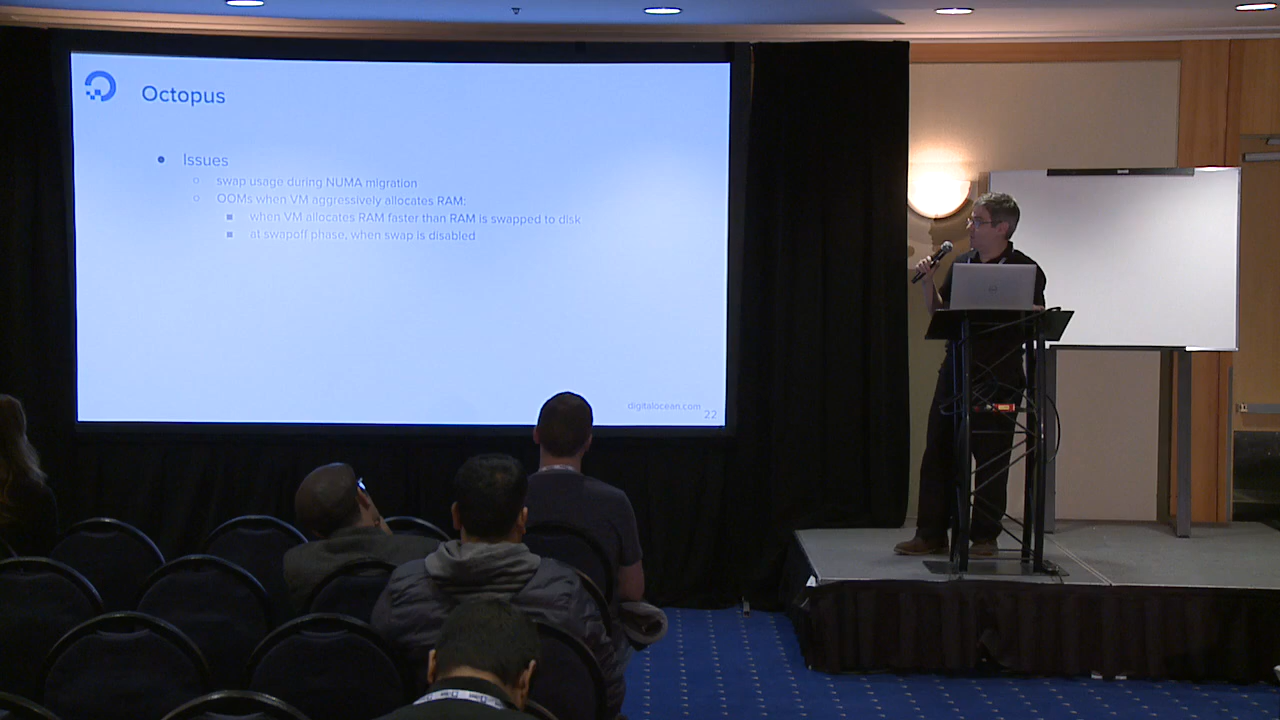 Octopus
Issues
swap usage during NUMA migration
OOMs when VM aggressively allocates RAM:
when VM allocates RAM faster than RAM is swapped to disk
at swapoff phase, when swap is disabled
digitalocean.com
22